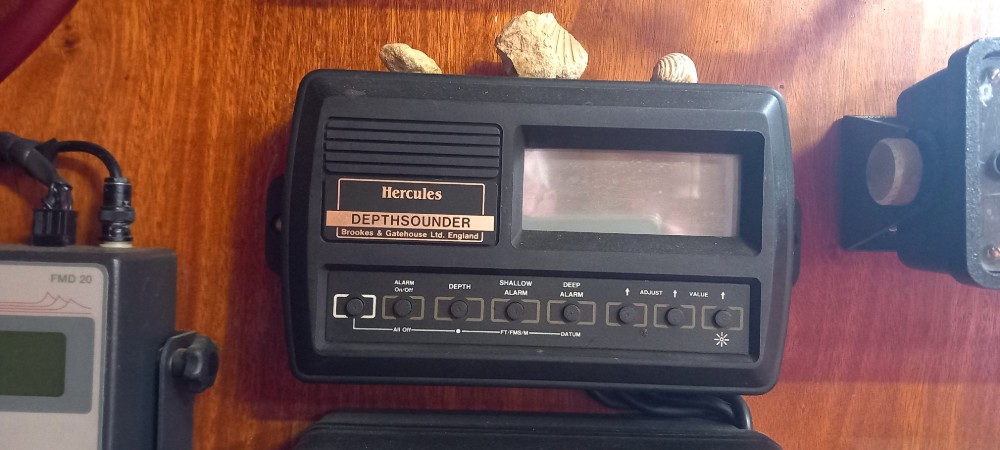 Hercules
DEPTHSOUNDER
Brookes & Gatehouse Ltd. England
FMD 20
ALARM
On/Off
DEPTH
SHALLOW
ALARM
DEEP
ALARM
↑ ADJUST ↑ VALUE ↑
All Off
FT/FMS/M
DATUM